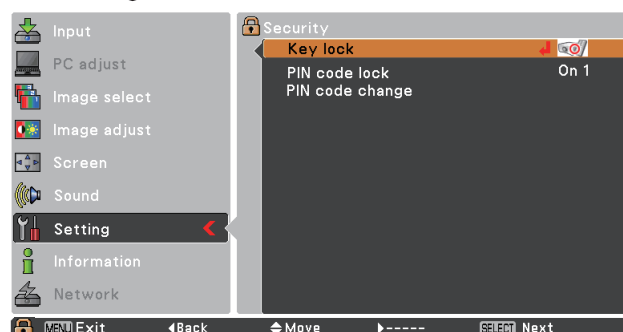 Input
PC adjust
Image select
Image adjust
Screen
Sound
Setting
Information
Network
Security
Key lock
PIN code lock On 1
PIN code change
MENU Exit Back Move ----- SELECT Next